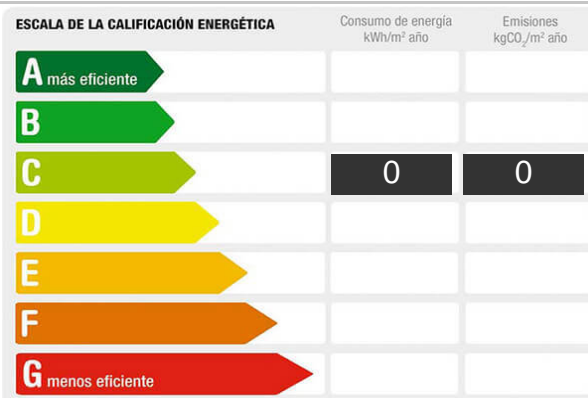 ESCALA DE LA CALIFICACIÓN ENERGÉTICA
Consumo de energía
kWh/m² año
Emisiones
kgCO₂/m² año
A más eficiente
B
C 0 0
D
E
F
G menos eficiente